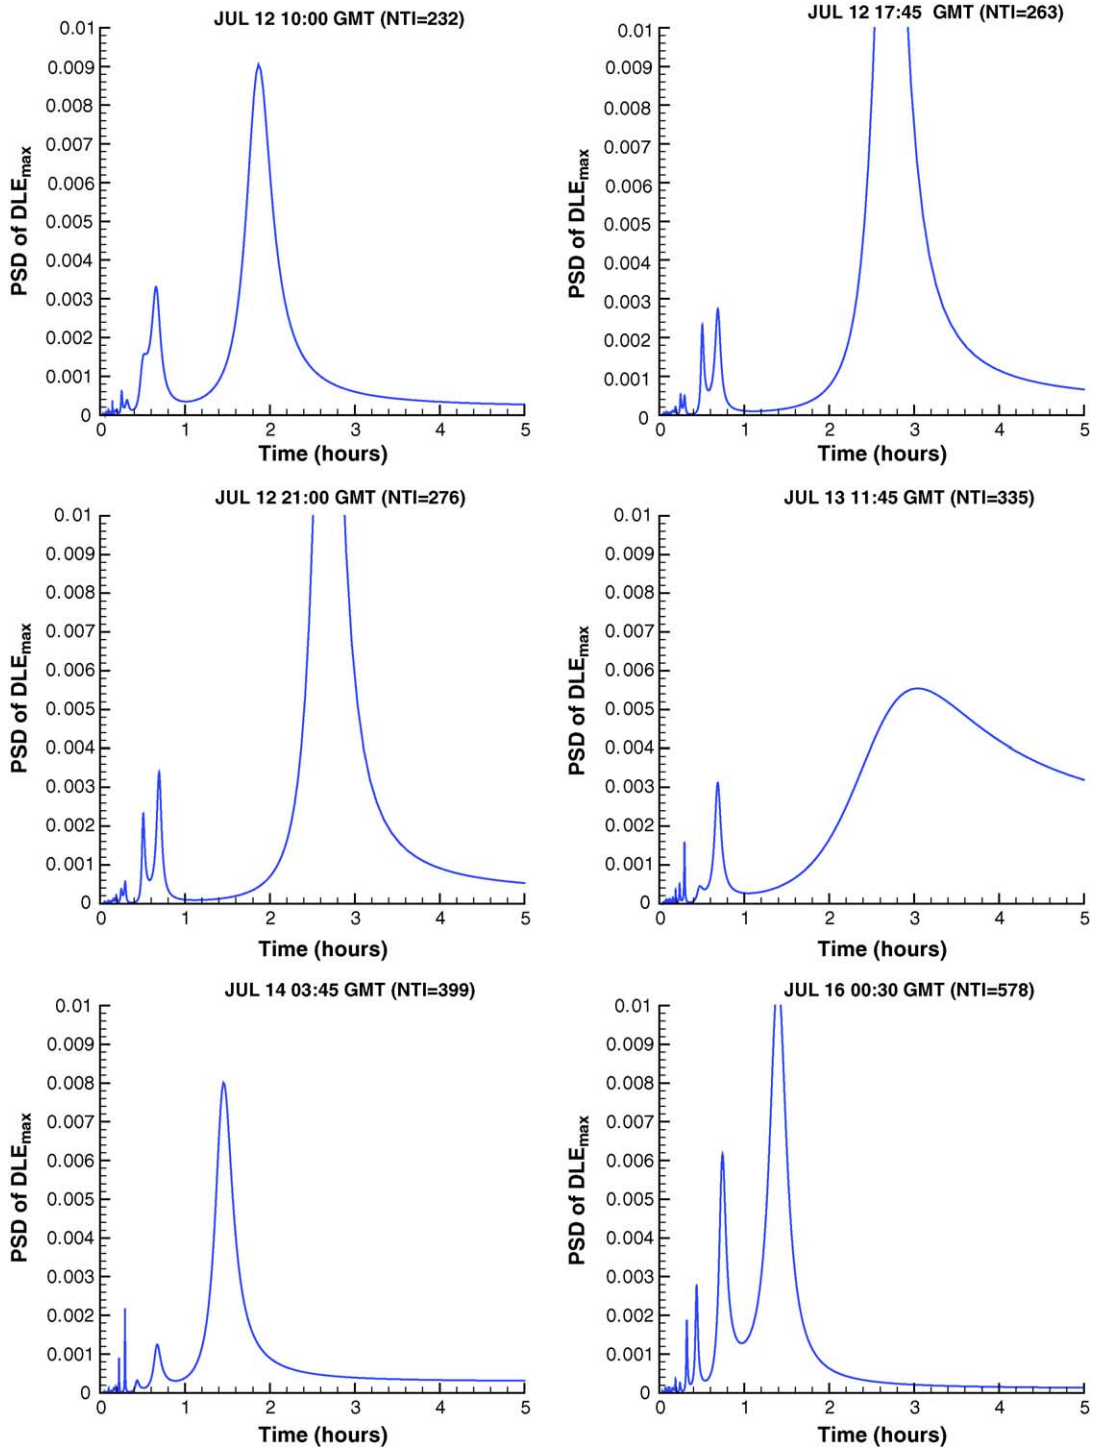 JUL 12 10:00 GMT (NTI=232)
0.01
0.009
0.008
0.007
0.006
0.005
0.004
0.003
0.002
0.001
0
PSD of DLEmax
0 1 2 3 4 5
Time (hours)
JUL 12 17:45 GMT (NTI=263)
0.01
0.009
0.008
0.007
0.006
0.005
0.004
0.003
0.002
0.001
0
PSD of DLEmax
0 1 2 3 4 5
Time (hours)
JUL 12 21:00 GMT (NTI=276)
0.01
0.009
0.008
0.007
0.006
0.005
0.004
0.003
0.002
0.001
0
PSD of DLEmax
0 1 2 3 4 5
Time (hours)
JUL 13 11:45 GMT (NTI=335)
0.01
0.009
0.008
0.007
0.006
0.005
0.004
0.003
0.002
0.001
0
PSD of DLEmax
0 1 2 3 4 5
Time (hours)
JUL 14 03:45 GMT (NTI=399)
0.01
0.009
0.008
0.007
0.006
0.005
0.004
0.003
0.002
0.001
0
PSD of DLEmax
0 1 2 3 4 5
Time (hours)
JUL 16 00:30 GMT (NTI=578)
0.01
0.009
0.008
0.007
0.006
0.005
0.004
0.003
0.002
0.001
0
PSD of DLEmax
0 1 2 3 4 5
Time (hours)